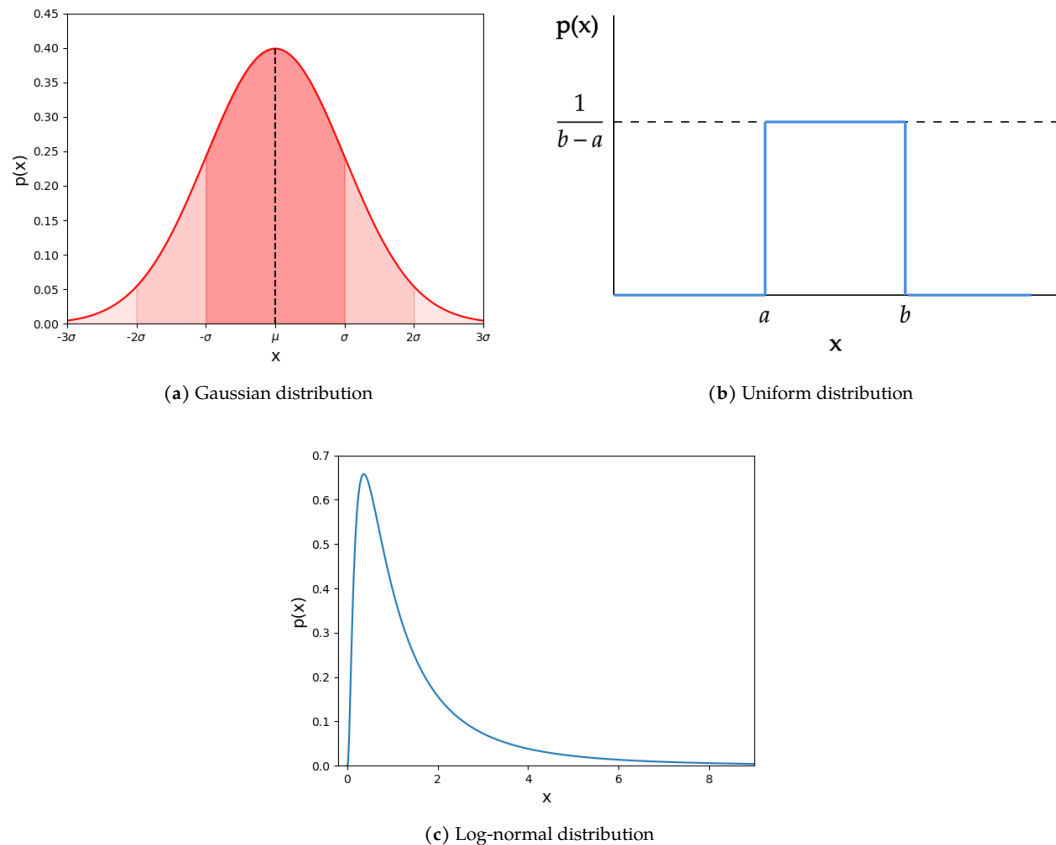 0.45
0.40
0.35
0.30
0.25
0.20
0.15
0.10
0.05
0.00
p(x)
-3σ -2σ -σ μ σ 2σ 3σ
x
(a) Gaussian distribution
p(x)
1
b − a
a b
x
(b) Uniform distribution
0.7
0.6
0.5
0.4
0.3
0.2
0.1
0.0
p(x)
0 2 4 6 8
x
(c) Log-normal distribution